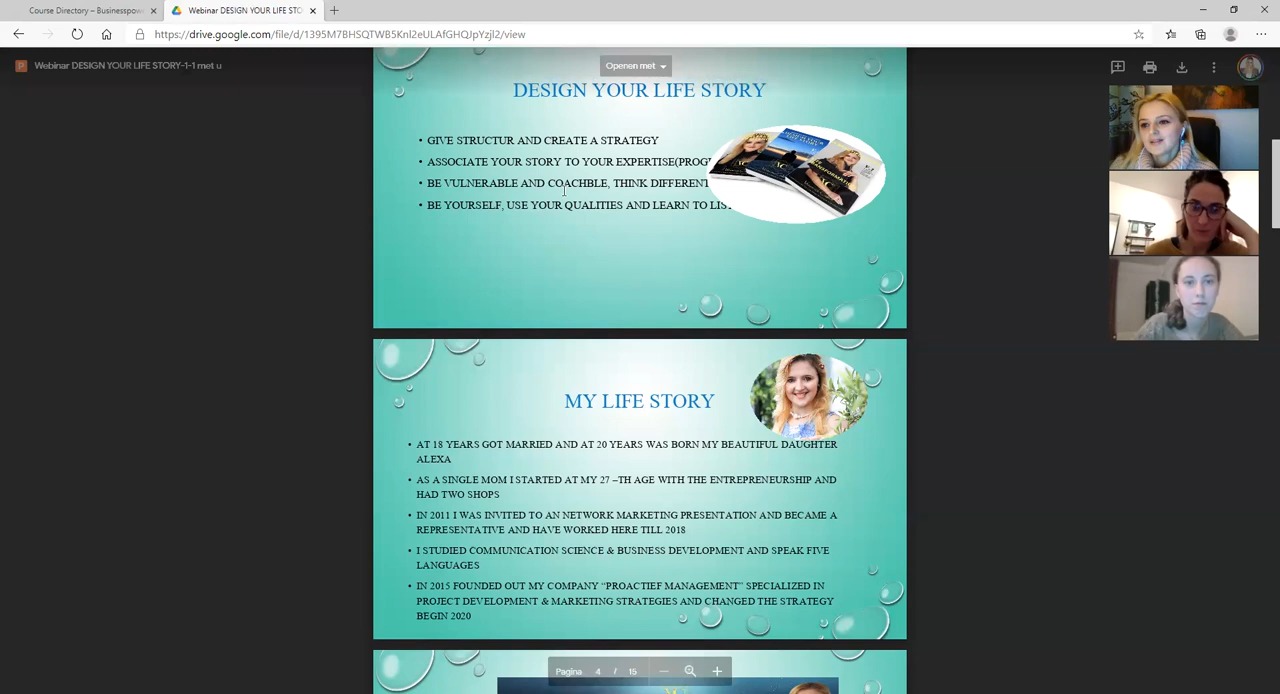 Course Directory – Businesspow
Webinar DESIGN YOUR LIFE STO
https://drive.google.com/file/d/1395M7BHSQTWB5Knl2eULAfGHQJpYzjl2/view
Webinar DESIGN YOUR LIFE STORY-1-1 met u
Openen met
DESIGN YOUR LIFE STORY
• GIVE STRUCTUR AND CREATE A STRATEGY
• ASSOCIATE YOUR STORY TO YOUR EXPERTISE(PROG
• BE VULNERABLE AND COACHBLE, THINK DIFFERENT
• BE YOURSELF, USE YOUR QUALITIES AND LEARN TO LIS
MY LIFE STORY
• AT 18 YEARS GOT MARRIED AND AT 20 YEARS WAS BORN MY BEAUTIFUL DAUGHTER
ALEXA
• AS A SINGLE MOM I STARTED AT MY 27 –TH AGE WITH THE ENTREPRENEURSHIP AND
HAD TWO SHOPS
• IN 2011 I WAS INVITED TO AN NETWORK MARKETING PRESENTATION AND BECAME A
REPRESENTATIVE AND HAVE WORKED HERE TILL 2018
• I STUDIED COMMUNICATION SCIENCE & BUSINESS DEVELOPMENT AND SPEAK FIVE
LANGUAGES
• IN 2015 FOUNDED OUT MY COMPANY “PROACTIEF MANAGEMENT” SPECIALIZED IN
PROJECT DEVELOPMENT & MARKETING STRATEGIES AND CHANGED THE STRATEGY
BEGIN 2020
Pagina 4 / 15